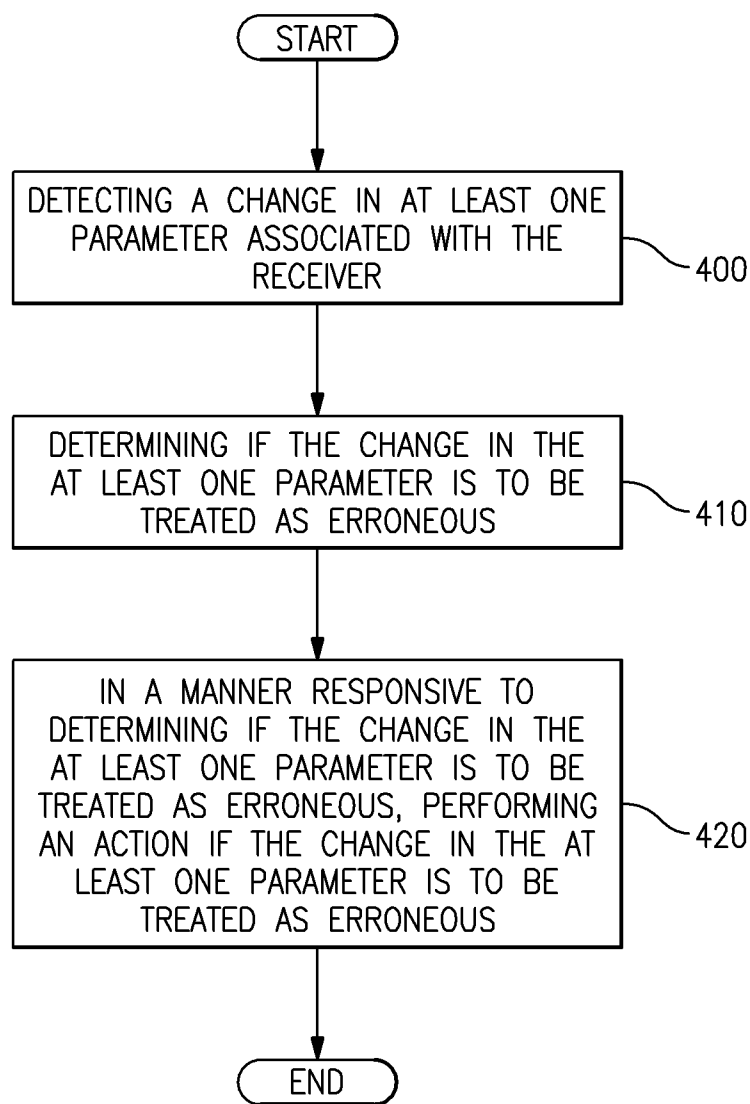 START
DETECTING A CHANGE IN AT LEAST ONE
PARAMETER ASSOCIATED WITH THE
RECEIVER
400
DETERMINING IF THE CHANGE IN THE
AT LEAST ONE PARAMETER IS TO BE
TREATED AS ERRONEOUS
410
IN A MANNER RESPONSIVE TO
DETERMINING IF THE CHANGE IN THE
AT LEAST ONE PARAMETER IS TO BE
TREATED AS ERRONEOUS, PERFORMING
AN ACTION IF THE CHANGE IN THE AT
LEAST ONE PARAMETER IS TO BE
TREATED AS ERRONEOUS
420
END